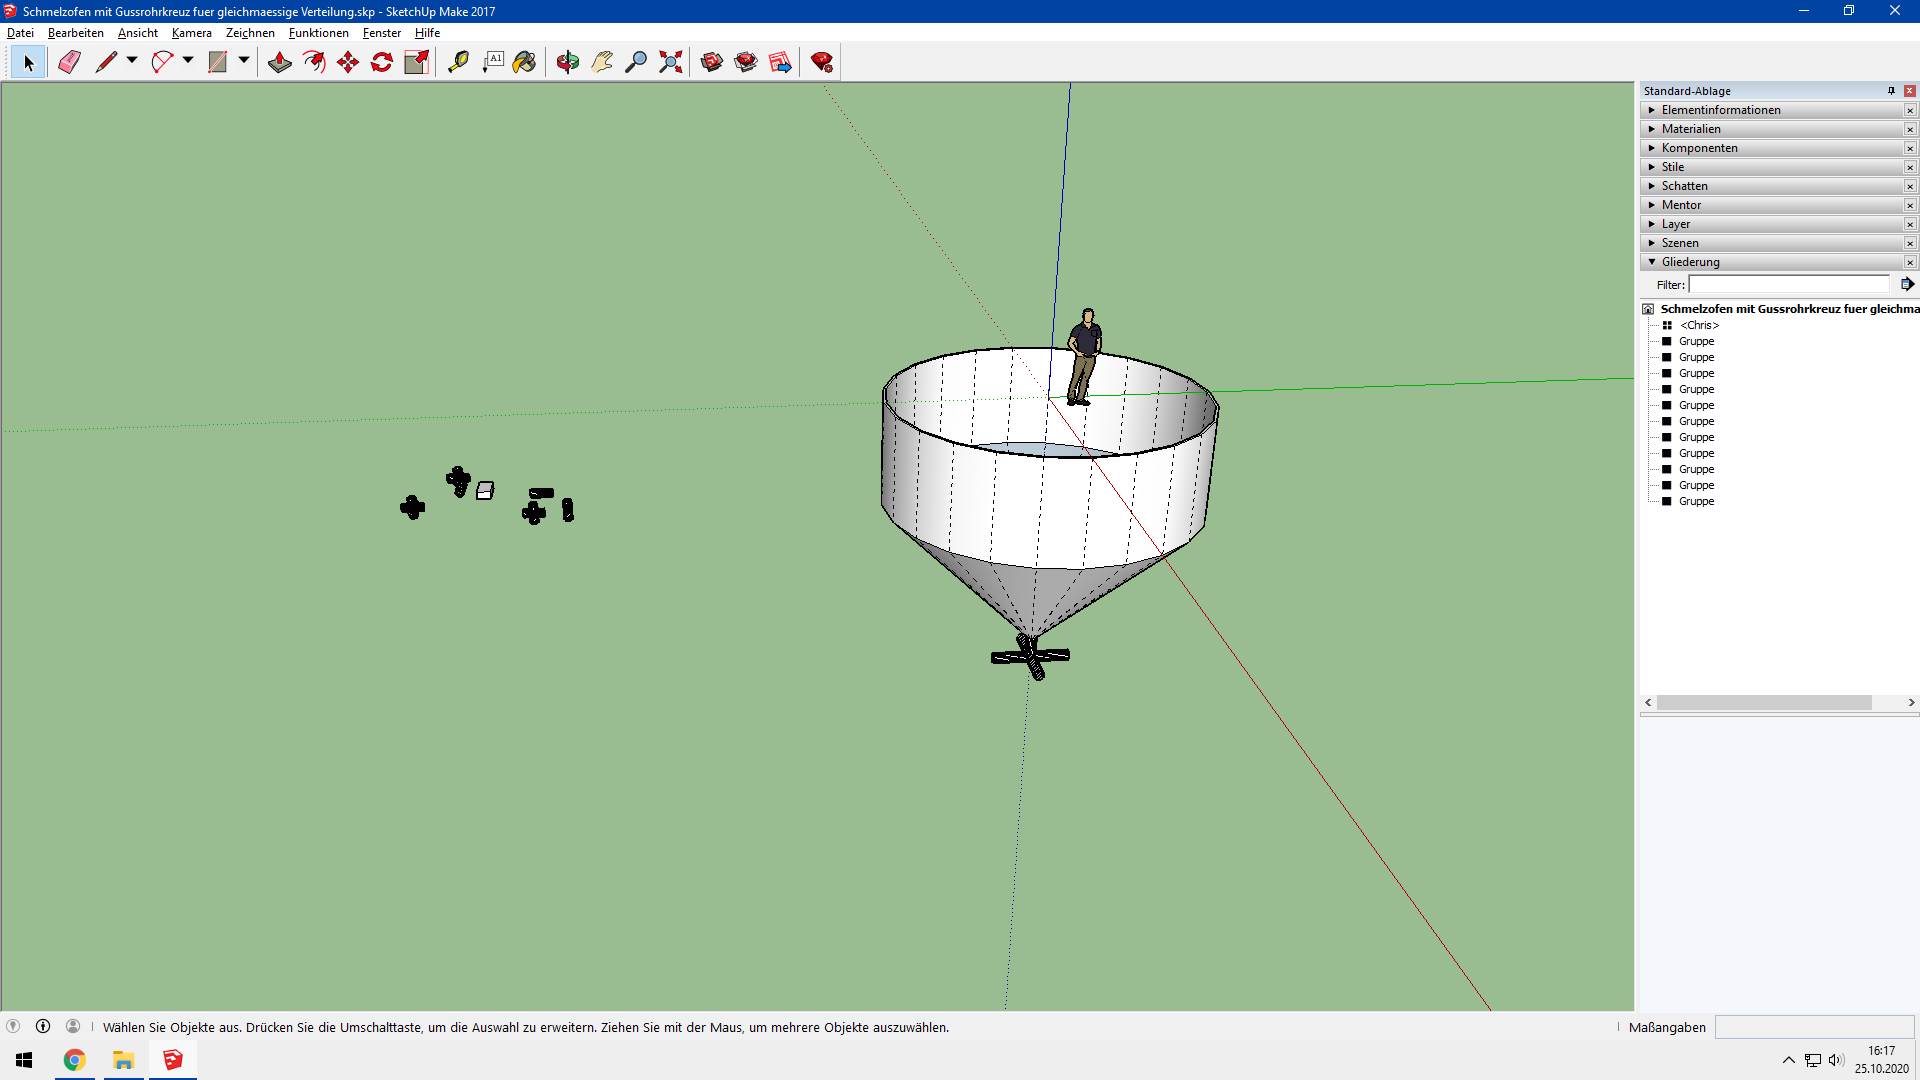 Schmelzofen mit Gussrohrkreuz fuer gleichmaessige Verteilung.skp - SketchUp Make 2017
Datei Bearbeiten Ansicht Kamera Zeichnen Funktionen Fenster Hilfe
A1
Standard-Ablage
Elementinformationen
Materialien
Komponenten
Stile
Schatten
Mentor
Layer
Szenen
Gliederung
Filter:
Schmelzofen mit Gussrohrkreuz fuer gleichma
<Chris>
Gruppe
Gruppe
Gruppe
Gruppe
Gruppe
Gruppe
Gruppe
Gruppe
Gruppe
Gruppe
Gruppe
Wählen Sie Objekte aus. Drücken Sie die Umschalttaste, um die Auswahl zu erweitern. Ziehen Sie mit der Maus, um mehrere Objekte auszuwählen.
Maßangaben
16:17
25.10.2020